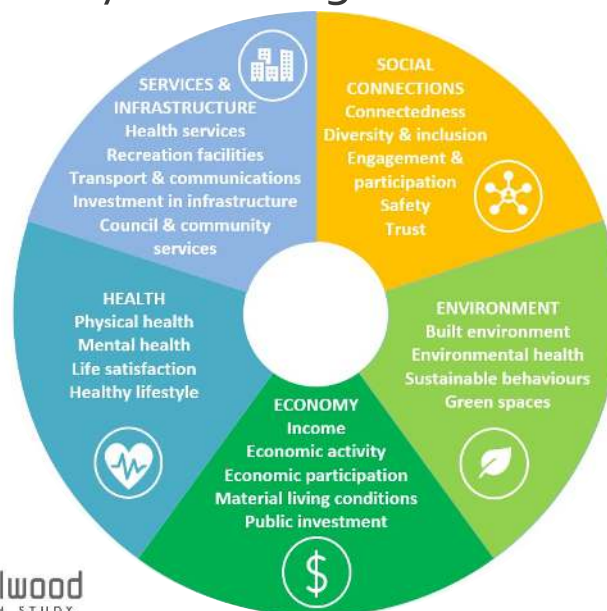 SERVICES &
INFRASTRUCTURE
Health services
Recreation facilities
Transport & communications
Investment in infrastructure
Council & community
services
SOCIAL
CONNECTIONS
Connectedness
Diversity & inclusion
Engagement &
participation
Safety
Trust
HEALTH
Physical health
Mental health
Life satisfaction
Healthy lifestyle
ENVIRONMENT
Built environment
Environmental health
Sustainable behaviours
Green spaces
ECONOMY
Income
Economic activity
Economic participation
Material living conditions
Public investment
$
lwood
STUDY